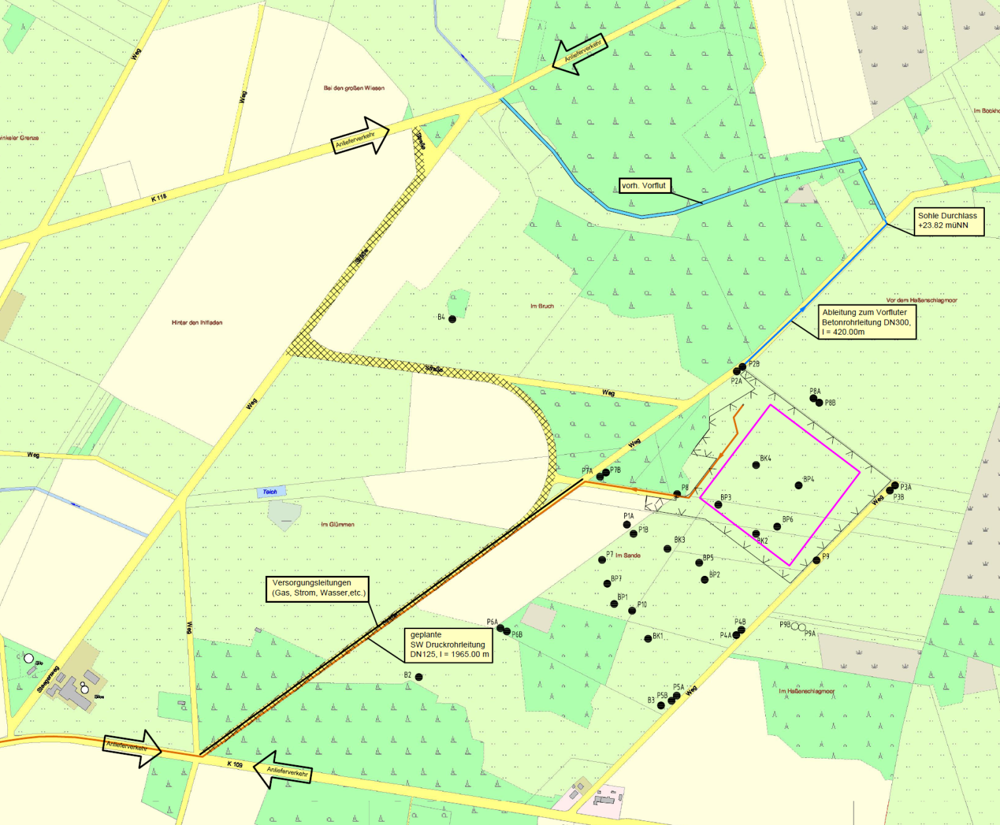 Anlieferverkehr
Weg
Weg
Bei den großen Wiesen
Im Bockho
winkeler Grenze
Anlieferverkehr
Straße
K 118
vorh. Vorflut
Sohle Durchlass
+23.82 müNN
Straße
Vor dem Haßenschlagmoor
Im Bruch
Hinter den Ihlfladen
B4
Ableitung zum Vorfluter
Betonrohrleitung DN300,
l = 420.00m
Straße
P2B
P2A
Weg
P8A
P8B
Weg
Weg
Weg
BK4
P7A
P7B
BP4
P3A
P3B
Teich
P8
BP3
Weg
Im Glümmen
P1A
P1B
BP6
BK2
BK3
P7
Im Sande
BP5
P9
BP2
BP7
Versorgungsleitungen
(Gas, Strom, Wasser,etc.)
BP1
P10
Straße
Weg
P6A
P6B
P4B
P4A
P9B
P9A
geplante
SW Druckrohrleitung
DN125, l = 1965.00 m
BK1
Silo
Steegenweg
B2
P5A
P5B
B3
Weg
Im Haßenschlagmoor
Silos
Anlieferverkehr
K 109
Anlieferverkehr